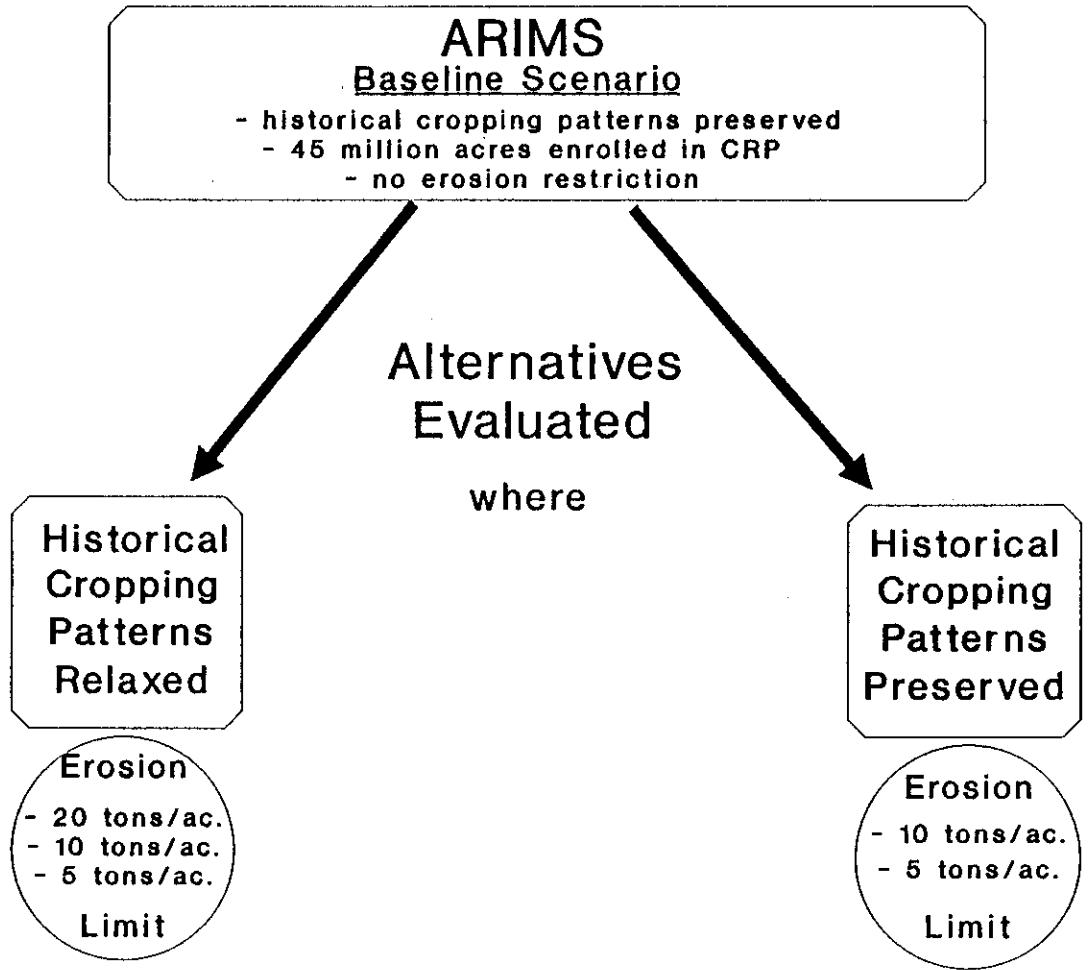 ARIMS
Baseline Scenario
- historical cropping patterns preserved
- 45 million acres enrolled in CRP
- no erosion restriction
Alternatives
Evaluated
where
Historical
Cropping
Patterns
Relaxed
Erosion
- 20 tons/ac.
- 10 tons/ac.
- 5 tons/ac.
Limit
Historical
Cropping
Patterns
Preserved
Erosion
- 10 tons/ac.
- 5 tons/ac.
Limit